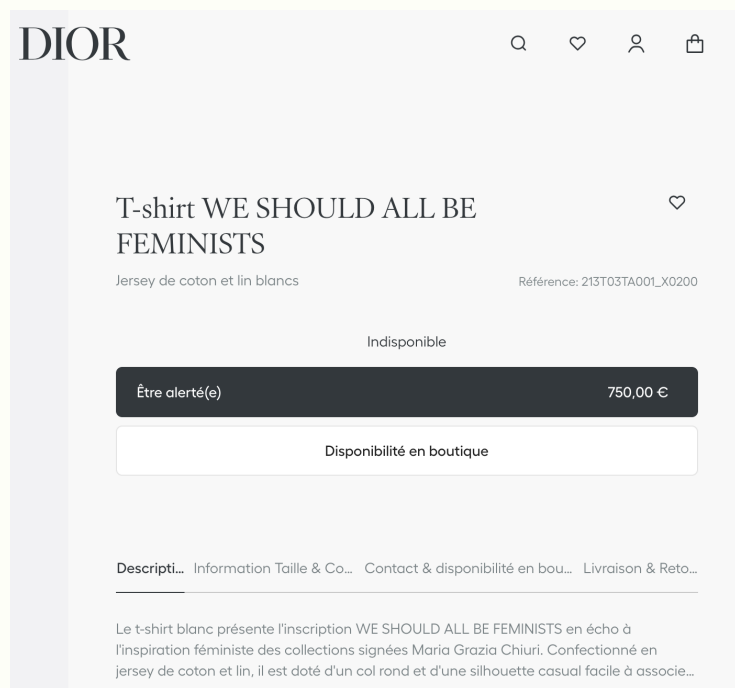 DIOR
T-shirt WE SHOULD ALL BE
FEMINISTS
Jersey de coton et lin blancs
Référence: 213T03TA001_X0200
Indisponible
Être alerté(e)
750,00 €
Disponibilité en boutique
Descripti...
Information Taille & Co...
Contact & disponibilité en bou...
Livraison & Reto...
Le t-shirt blanc présente l'inscription WE SHOULD ALL BE FEMINISTS en écho à
l'inspiration féministe des collections signées Maria Grazia Chiuri. Confectionné en
jersey de coton et lin, il est doté d'un col rond et d'une silhouette casual facile à associe...